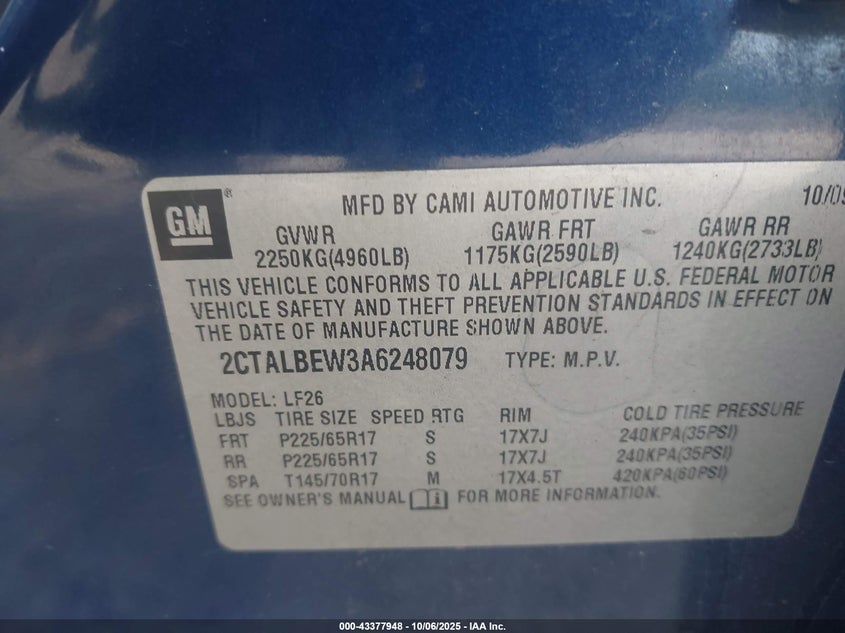 GM ®
MFD BY CAMI AUTOMOTIVE INC. 10/09
GVWR GAWR FRT GAWR RR
2250KG(4960LB) 1175KG(2590LB) 1240KG(2733LB)
THIS VEHICLE CONFORMS TO ALL APPLICABLE U.S. FEDERAL MOTOR
VEHICLE SAFETY AND THEFT PREVENTION STANDARDS IN EFFECT ON
THE DATE OF MANUFACTURE SHOWN ABOVE.
2CTALBEW3A6248079 TYPE: M.P.V.
MODEL: LF26
LBJS TIRE SIZE SPEED RTG RIM COLD TIRE PRESSURE
FRT P225/65R17 S 17X7J 240KPA(35PSI)
RR P225/65R17 S 17X7J 240KPA(35PSI)
SPA T145/70R17 M 17X4.5T 420KPA(60PSI)
SEE OWNER'S MANUAL i FOR MORE INFORMATION.
000-43377948 - 10/06/2025 - IAA Inc.